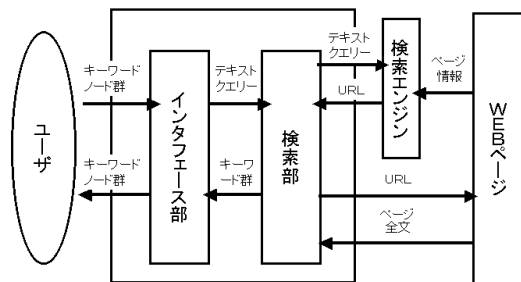 ユーザ
キーワード
ノード群
キーワード
ノード群
インタフェース部
テキスト
クエリー
キーワ
ード群
検索部
テキスト
クエリー
URL
検索エンジン
ページ
情報
URL
ページ
全文
WEBページ